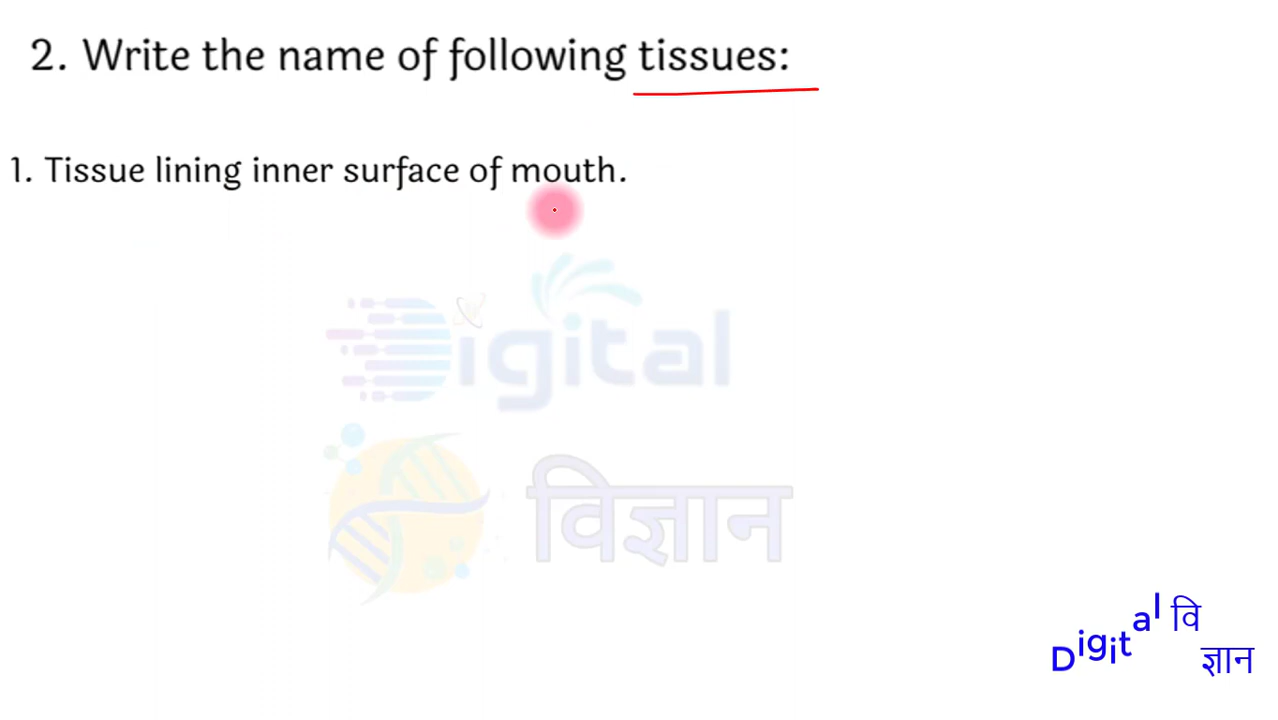 2. Write the name of following tissues:
1. Tissue lining inner surface of mouth.
Digital
विज्ञान
Digital वि
ज्ञान